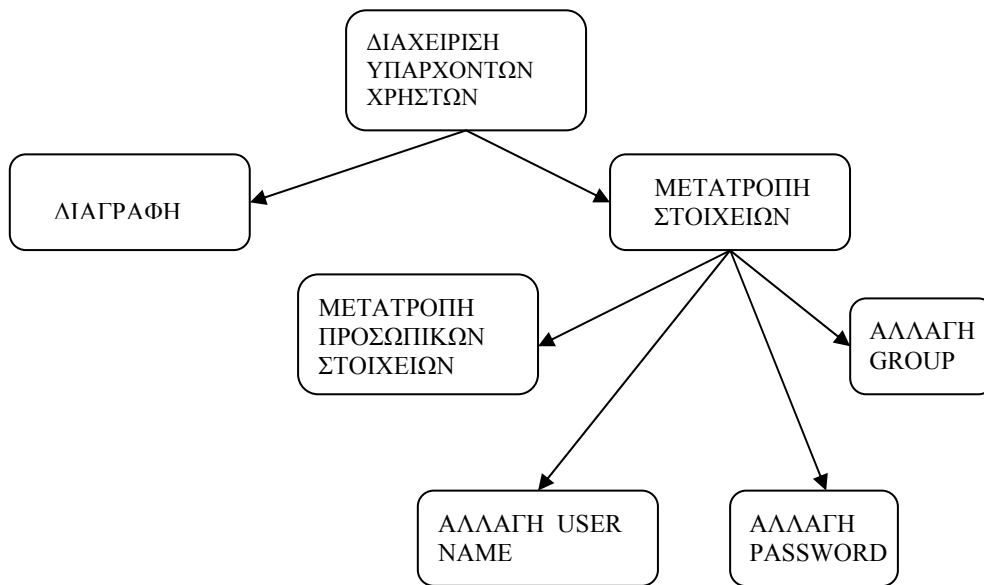 ΔΙΑΧΕΙΡΙΣΗ
ΥΠΑΡΧΟΝΤΩΝ
ΧΡΗΣΤΩΝ
ΔΙΑΓΡΑΦΗ
ΜΕΤΑΤΡΟΠΗ
ΣΤΟΙΧΕΙΩΝ
ΜΕΤΑΤΡΟΠΗ
ΠΡΟΣΩΠΙΚΩΝ
ΣΤΟΙΧΕΙΩΝ
ΑΛΛΑΓΗ
GROUP
ΑΛΛΑΓΗ USER
NAME
ΑΛΛΑΓΗ
PASSWORD